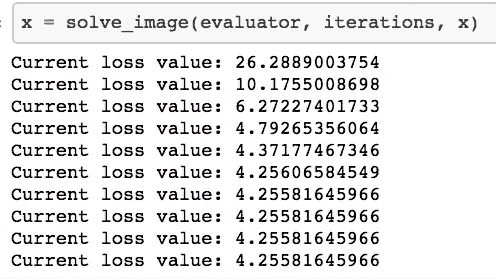 x = solve_image(evaluator, iterations, x)
Current loss value: 26.2889003754
Current loss value: 10.1755008698
Current loss value: 6.27227401733
Current loss value: 4.79265356064
Current loss value: 4.37177467346
Current loss value: 4.25606584549
Current loss value: 4.25581645966
Current loss value: 4.25581645966
Current loss value: 4.25581645966
Current loss value: 4.25581645966